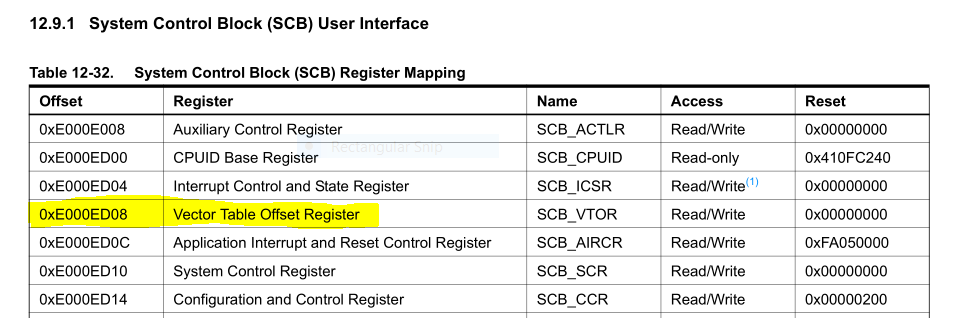 12.9.1 System Control Block (SCB) User Interface
Table 12-32. System Control Block (SCB) Register Mapping
Offset Register Name Access Reset
0xE000E008 Auxiliary Control Register SCB_ACTLR Read/Write 0x00000000
Rectangular Snip
0xE000ED00 CPUID Base Register SCB_CPUID Read-only 0x410FC240
0xE000ED04 Interrupt Control and State Register SCB_ICSR Read/Write(1) 0x00000000
0xE000ED08 Vector Table Offset Register SCB_VTOR Read/Write 0x00000000
0xE000ED0C Application Interrupt and Reset Control Register SCB_AIRCR Read/Write 0xFA050000
0xE000ED10 System Control Register SCB_SCR Read/Write 0x00000000
0xE000ED14 Configuration and Control Register SCB_CCR Read/Write 0x00000200